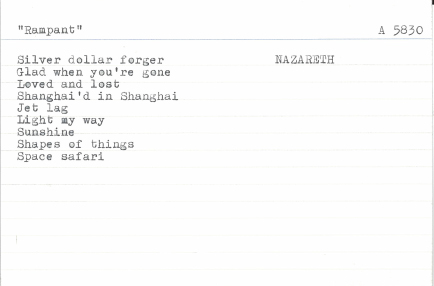 "Rampant" A 5830
Silver dollar forger NAZARETH
Glad when you're gone
Loved and lost
Shanghai'd in Shanghai
Jet lag
Light my way
Sunshine
Shapes of things
Space safari